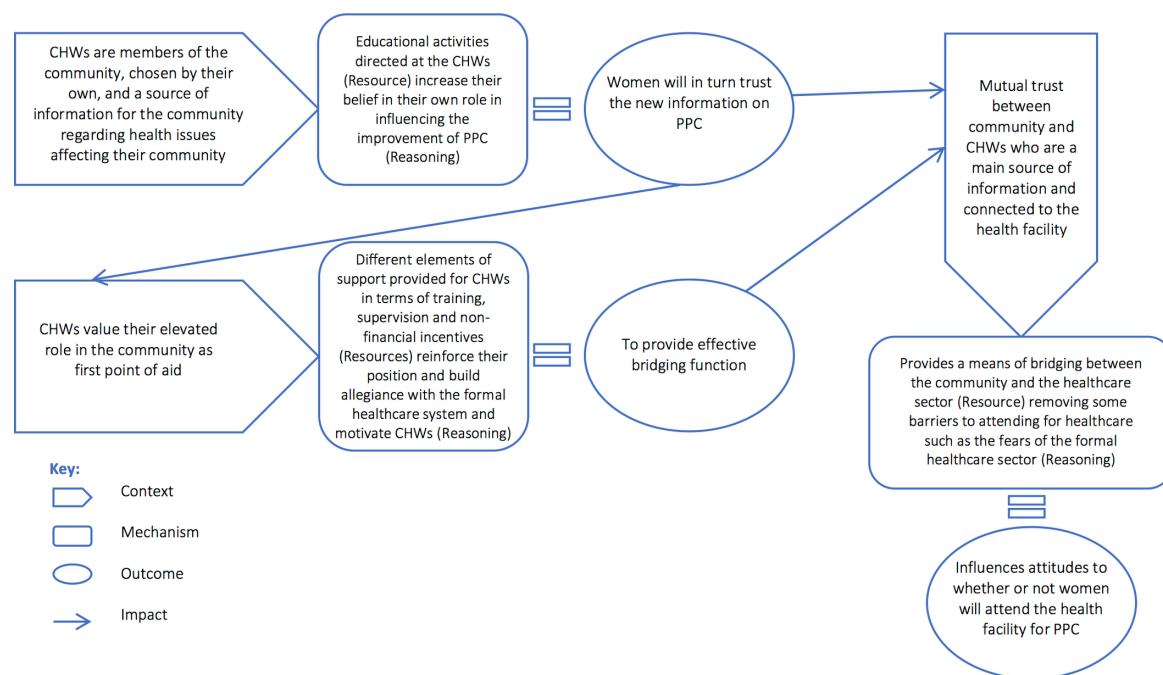 CHWs are members of the
community, chosen by their
own, and a source of
information for the community
regarding health issues
affecting their community
Educational activities
directed at the CHWs
(Resource) increase their
belief in their own role in
influencing the
improvement of PPC
(Reasoning)
Women will in turn trust
the new information on
PPC
Mutual trust
between
community and
CHWs who are a
main source of
information and
connected to the
health facility
CHWs value their elevated
role in the community as
first point of aid
Different elements of
support provided for CHWs
in terms of training,
supervision and non-
financial incentives
(Resources) reinforce their
position and build
allegiance with the formal
healthcare system and
motivate CHWs (Reasoning)
To provide effective
bridging function
Provides a means of bridging between
the community and the healthcare
sector (Resource) removing some
barriers to attending for healthcare
such as the fears of the formal
healthcare sector (Reasoning)
Influences attitudes to
whether or not women
will attend the health
facility for PPC
Key:
Context
Mechanism
Outcome
Impact